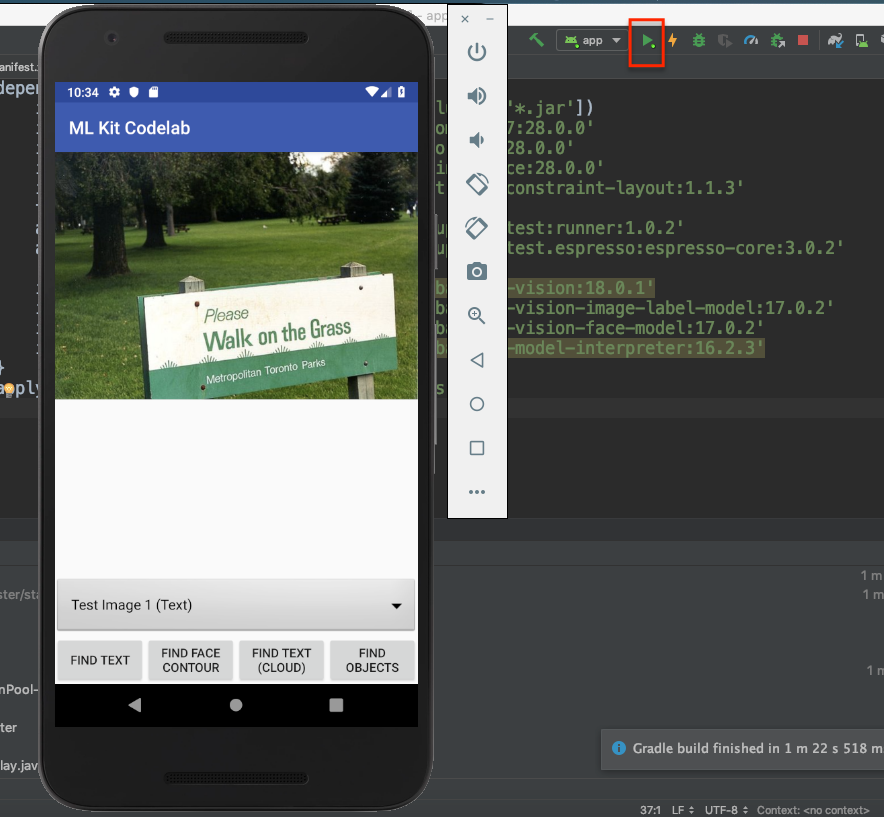 - app
app
anifest.
10:34
ML Kit Codelab
depen
'*.jar'])
7:28.0.0'
28.0.0'
ce:28.0.0'
constraint-layout:1.1.3'
test:runner:1.0.2'
test.espresso:espresso-core:3.0.2'
-vision:18.0.1'
-vision-image-label-model:17.0.2'
-vision-face-model:17.0.2'
-model-interpreter:16.2.3'
}
apply
s
Please
Walk on the Grass
Metropolitan Toronto Parks
Test Image 1 (Text)
FIND TEXT
FIND FACE
CONTOUR
FIND TEXT
(CLOUD)
FIND
OBJECTS
1 m
ster/sta
1 m
1 m
nPool-
ter
lay.jav
Gradle build finished in 1 m 22 s 518 m
37:1 LF UTF-8 Context: <no context>